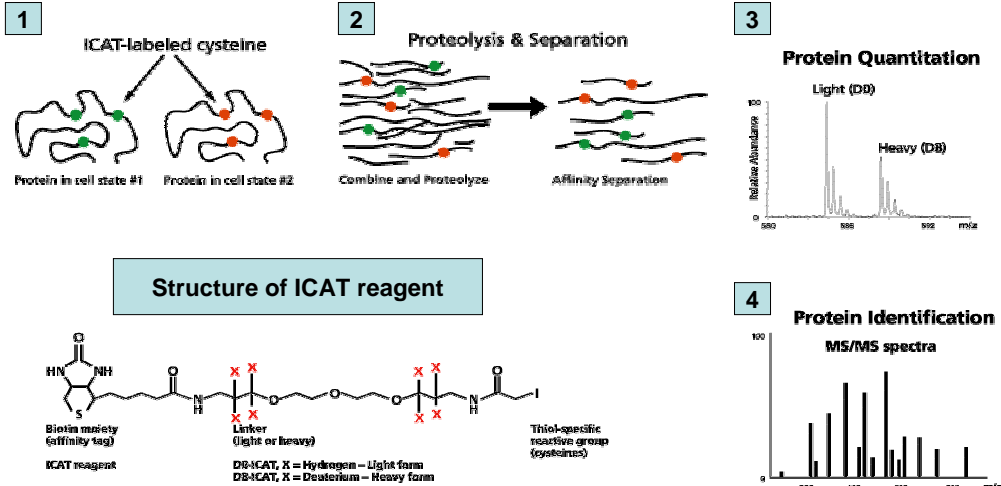 1
ICAT-labeled cysteine
Protein in cell state #1
Protein in cell state #2
2
Proteolysis & Separation
Combine and Proteolyze
Affinity Separation
3
Protein Quantitation
Light (D0)
Heavy (D8)
Relative Abundance
100
0
580
586
592
m/z
Structure of ICAT reagent
O
HN
NH
S
O
N
H
X
X
X
X
O
O
O
X
X
X
X
N
H
O
I
Biotin moiety
(affinity tag)
ICAT reagent
Linker
(light or heavy)
D0-ICAT, X = Hydrogen – Light form
D8-ICAT, X = Deuterium – Heavy form
Thiol-specific
reactive group
(cysteines)
4
Protein Identification
MS/MS spectra
100
0